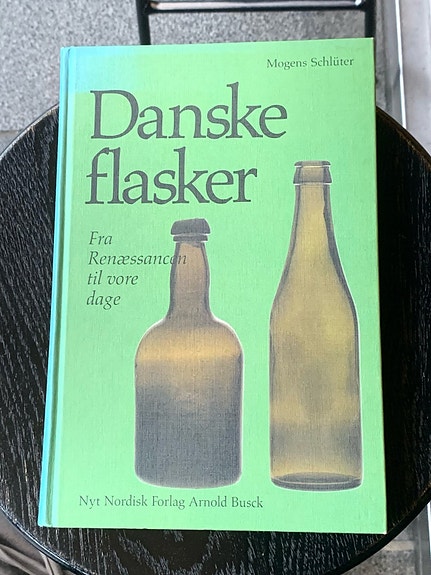 Mogens Schlüter
Danske
flasker
Fra
Renæssancen
til vore
dage
Nyt Nordisk Forlag Arnold Busck